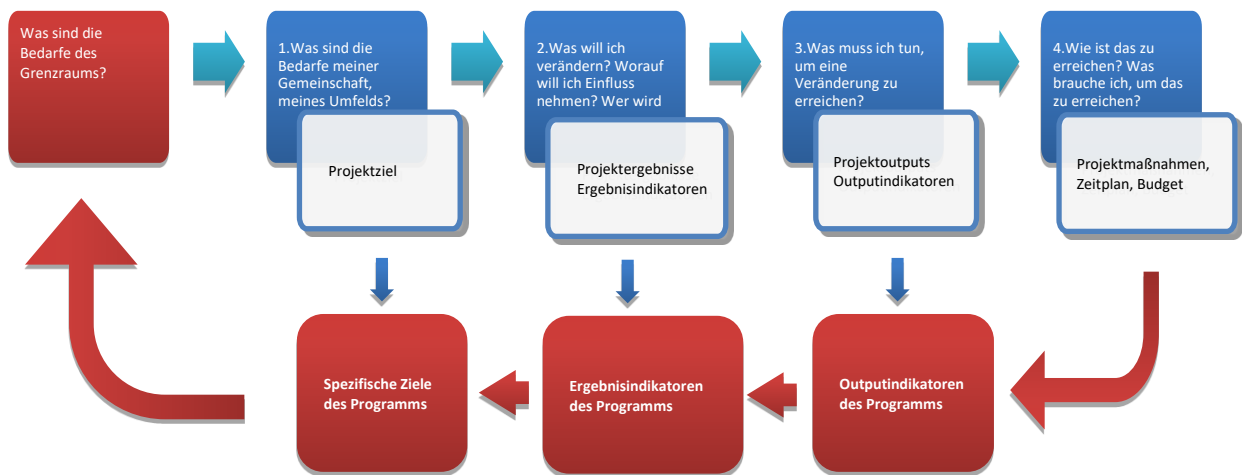 Was sind die
Bedarfe des
Grenzraums?
1.Was sind die
Bedarfe meiner
Gemeinschaft,
meines Umfelds?
Projektziel
2.Was will ich
verändern? Worauf
will ich Einfluss
nehmen? Wer wird
Projektergebnisse
Ergebnisindikatoren
3.Was muss ich tun,
um eine
Veränderung zu
erreichen?
Projektoutputs
Outputindikatoren
4.Wie ist das zu
erreichen? Was
brauche ich, um das
zu erreichen?
Projektmaßnahmen,
Zeitplan, Budget
Spezifische Ziele
des Programms
Ergebnisindikatoren
des Programms
Outputindikatoren
des Programms